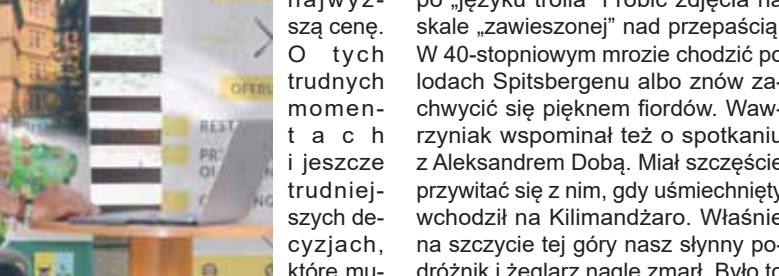 OFERU
REST
najwyż-
szą cenę.
O tych
trudnych
momen-
tach
i jeszcze
trudniej-
szych de-
cyzjach,
które mu-
po „języku trolla” i robić zdjęcia na
skale „zawieszonej” nad przepaścią.
W 40-stopniowym mrozie chodzić po
lodach Spitsbergenu albo znów za-
chwycić się pięknem fiordów. Waw-
rzyniak wspominał też o spotkaniu
z Aleksandrem Dobą. Miał szczęście
przywitać się z nim, gdy uśmiechnięty
wchodził na Kilimandżaro. Właśnie
na szczycie tej góry nasz słynny po-
dróżnik i żeglarz nagle zmarł. Było to